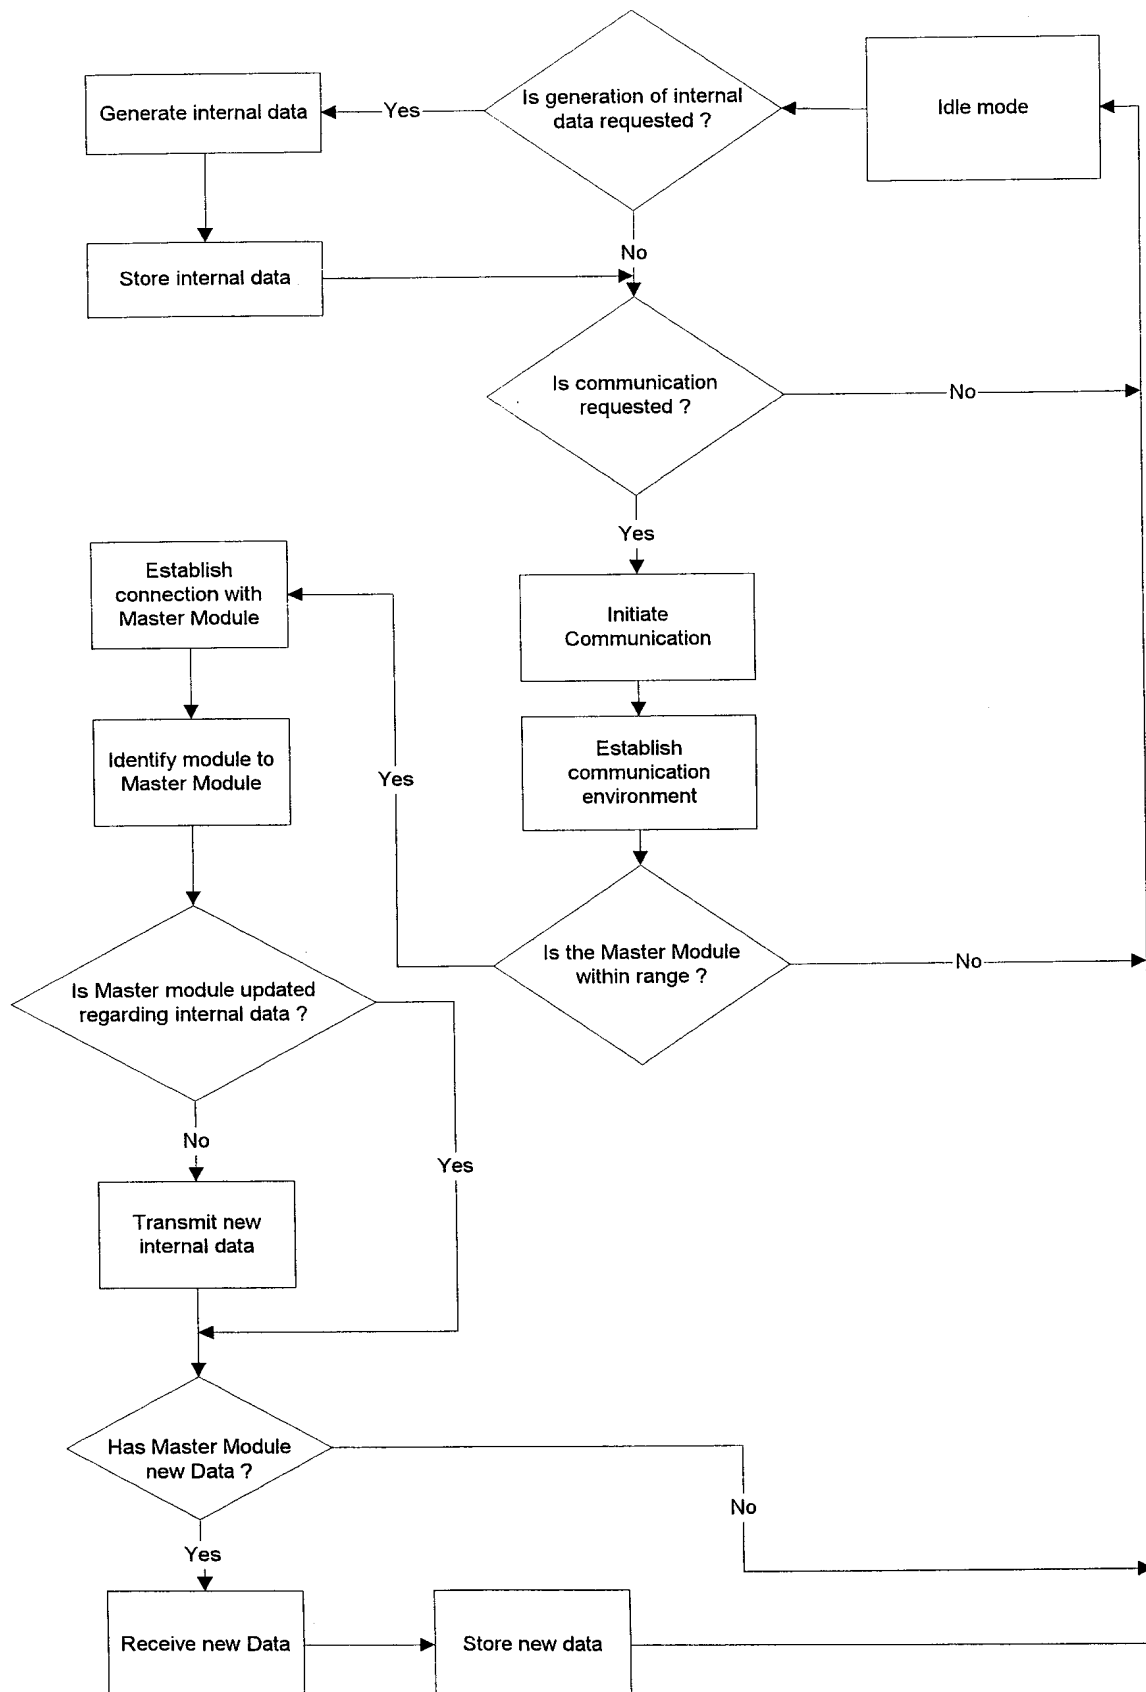 Generate internal data
Yes
Is generation of internal
data requested ?
Idle mode
No
Store internal data
Is communication
requested ?
No
Yes
Establish
connection with
Master Module
Initiate
Communication
Identify module to
Master Module
Yes
Establish
communication
environment
Is Master module updated
regarding internal data ?
Is the Master Module
within range ?
No
No
Yes
Transmit new
internal data
Has Master Module
new Data ?
No
Yes
Receive new Data
Store new data